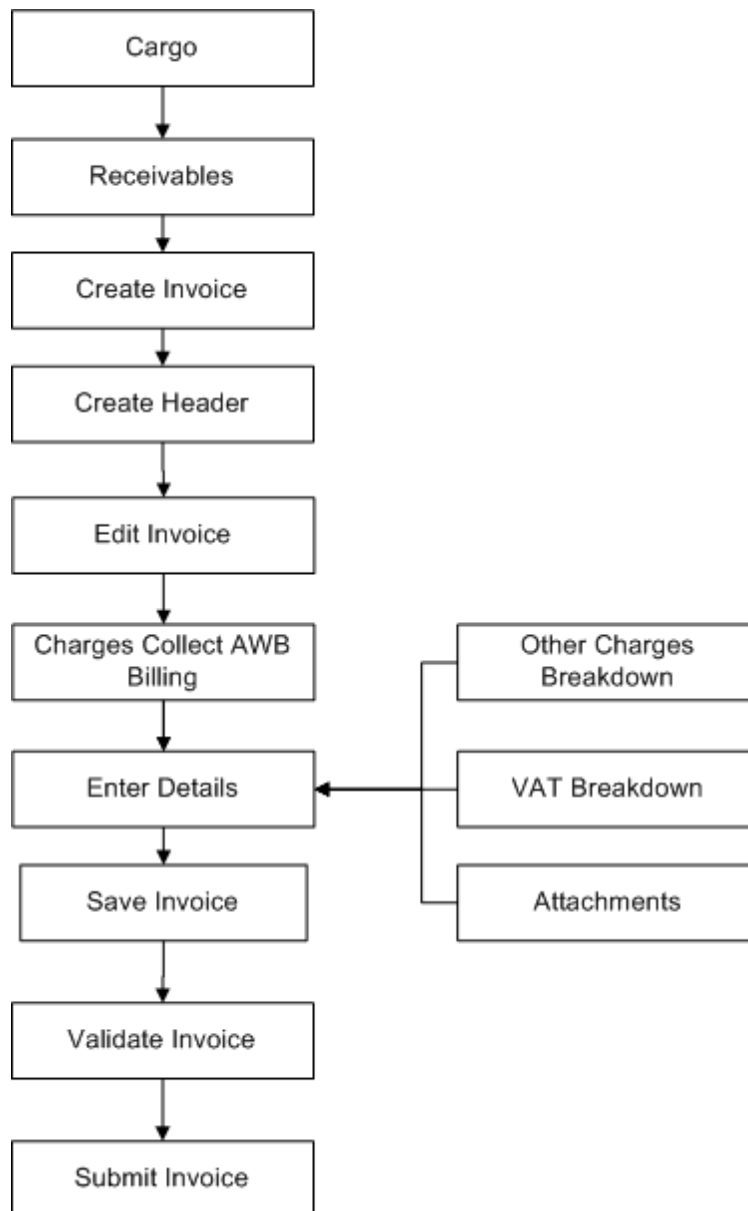 Cargo
Receivables
Create Invoice
Create Header
Edit Invoice
Charges Collect AWB
Billing
Other Charges
Breakdown
Enter Details
VAT Breakdown
Save Invoice
Attachments
Validate Invoice
Submit Invoice